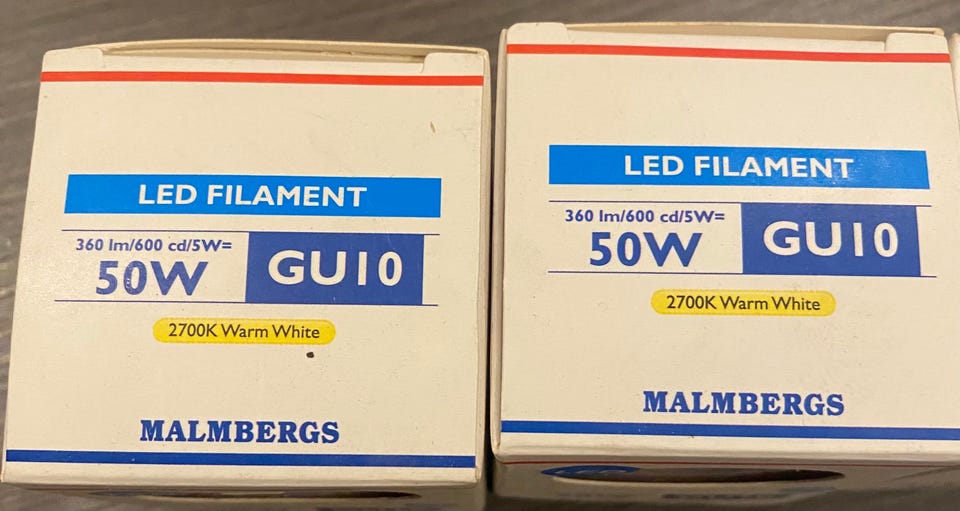 LED FILAMENT
360 lm/600 cd/5W=
50W
GU10
2700K Warm White
MALMBERGS
LED FILAMENT
360 lm/600 cd/5W=
50W
GU10
2700K Warm White
MALMBERGS